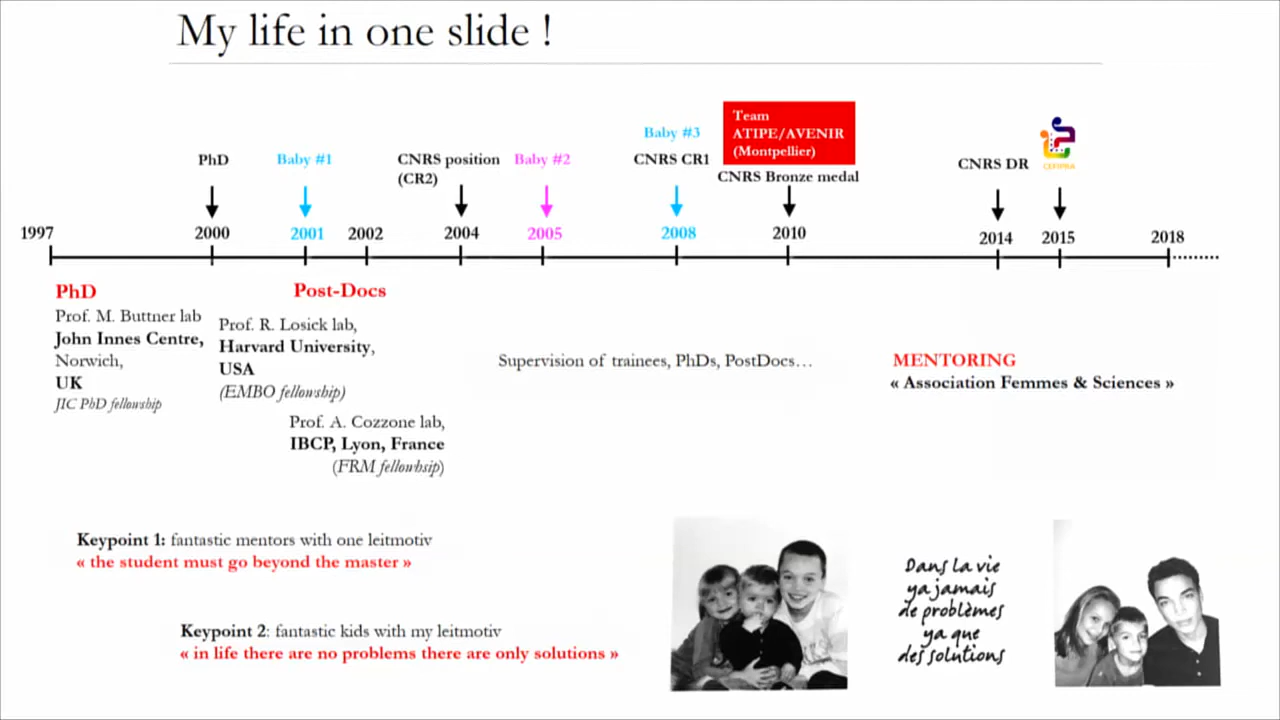 My life in one slide !
Team
ATIPE/AVENIR
(Montpellier)
Baby #3
PhD
Baby #1
CNRS position
(CR2)
Baby #2
CNRS CR1
CNRS Bronze medal
CNRS DR
CEFIPRA
1997
2000
2001
2002
2004
2005
2008
2010
2014
2015
2018
PhD
Prof. M. Buttner lab
John Innes Centre,
Norwich,
UK
JIC PhD fellowship
Post-Docs
Prof. R. Losick lab,
Harvard University,
USA
(EMBO fellowship)
Prof. A. Cozzone lab,
IBCP, Lyon, France
(FRM fellowhsip)
Supervision of trainees, PhDs, PostDocs…
MENTORING
« Association Femmes & Sciences »
Keypoint 1: fantastic mentors with one leitmotiv
« the student must go beyond the master »
Keypoint 2: fantastic kids with my leitmotiv
« in life there are no problems there are only solutions »
Dans la vie
ya jamais
de problèmes
ya que
des solutions